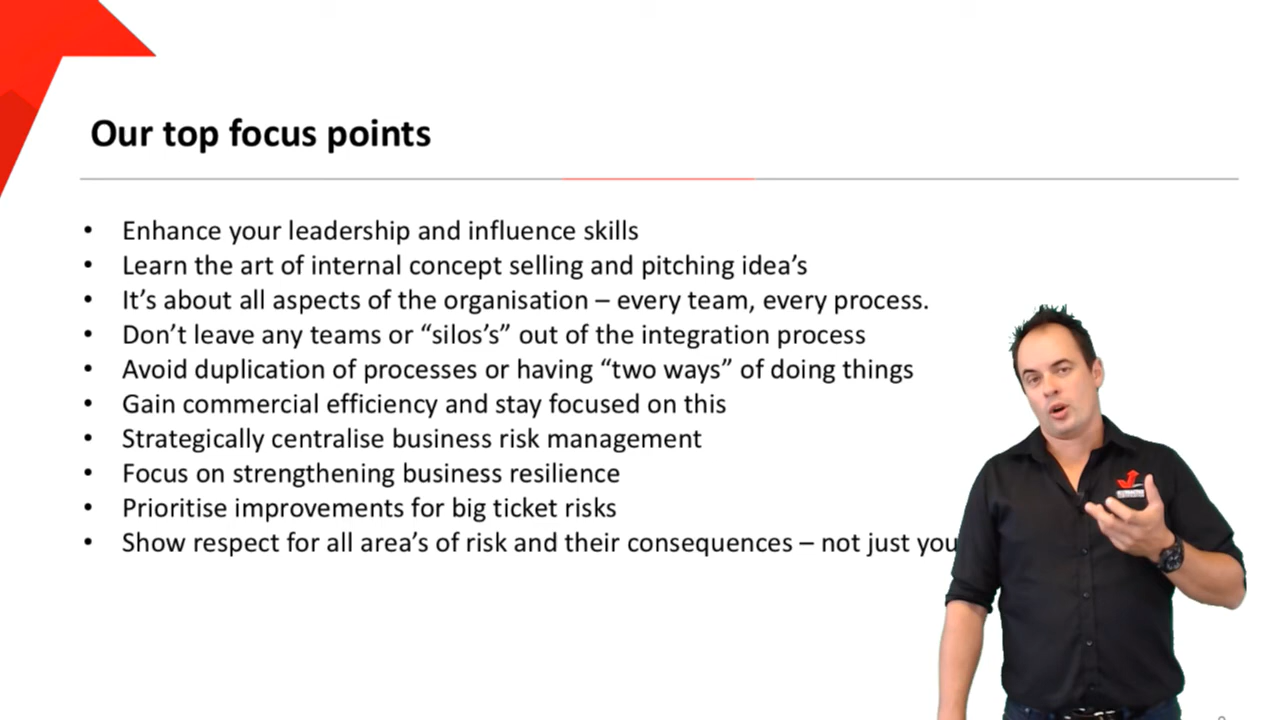 Our top focus points
• Enhance your leadership and influence skills
• Learn the art of internal concept selling and pitching idea’s
• It’s about all aspects of the organisation – every team, every process.
• Don’t leave any teams or “silos’s” out of the integration process
• Avoid duplication of processes or having “two ways” of doing things
• Gain commercial efficiency and stay focused on this
• Strategically centralise business risk management
• Focus on strengthening business resilience
• Prioritise improvements for big ticket risks
• Show respect for all area’s of risk and their consequences – not just you